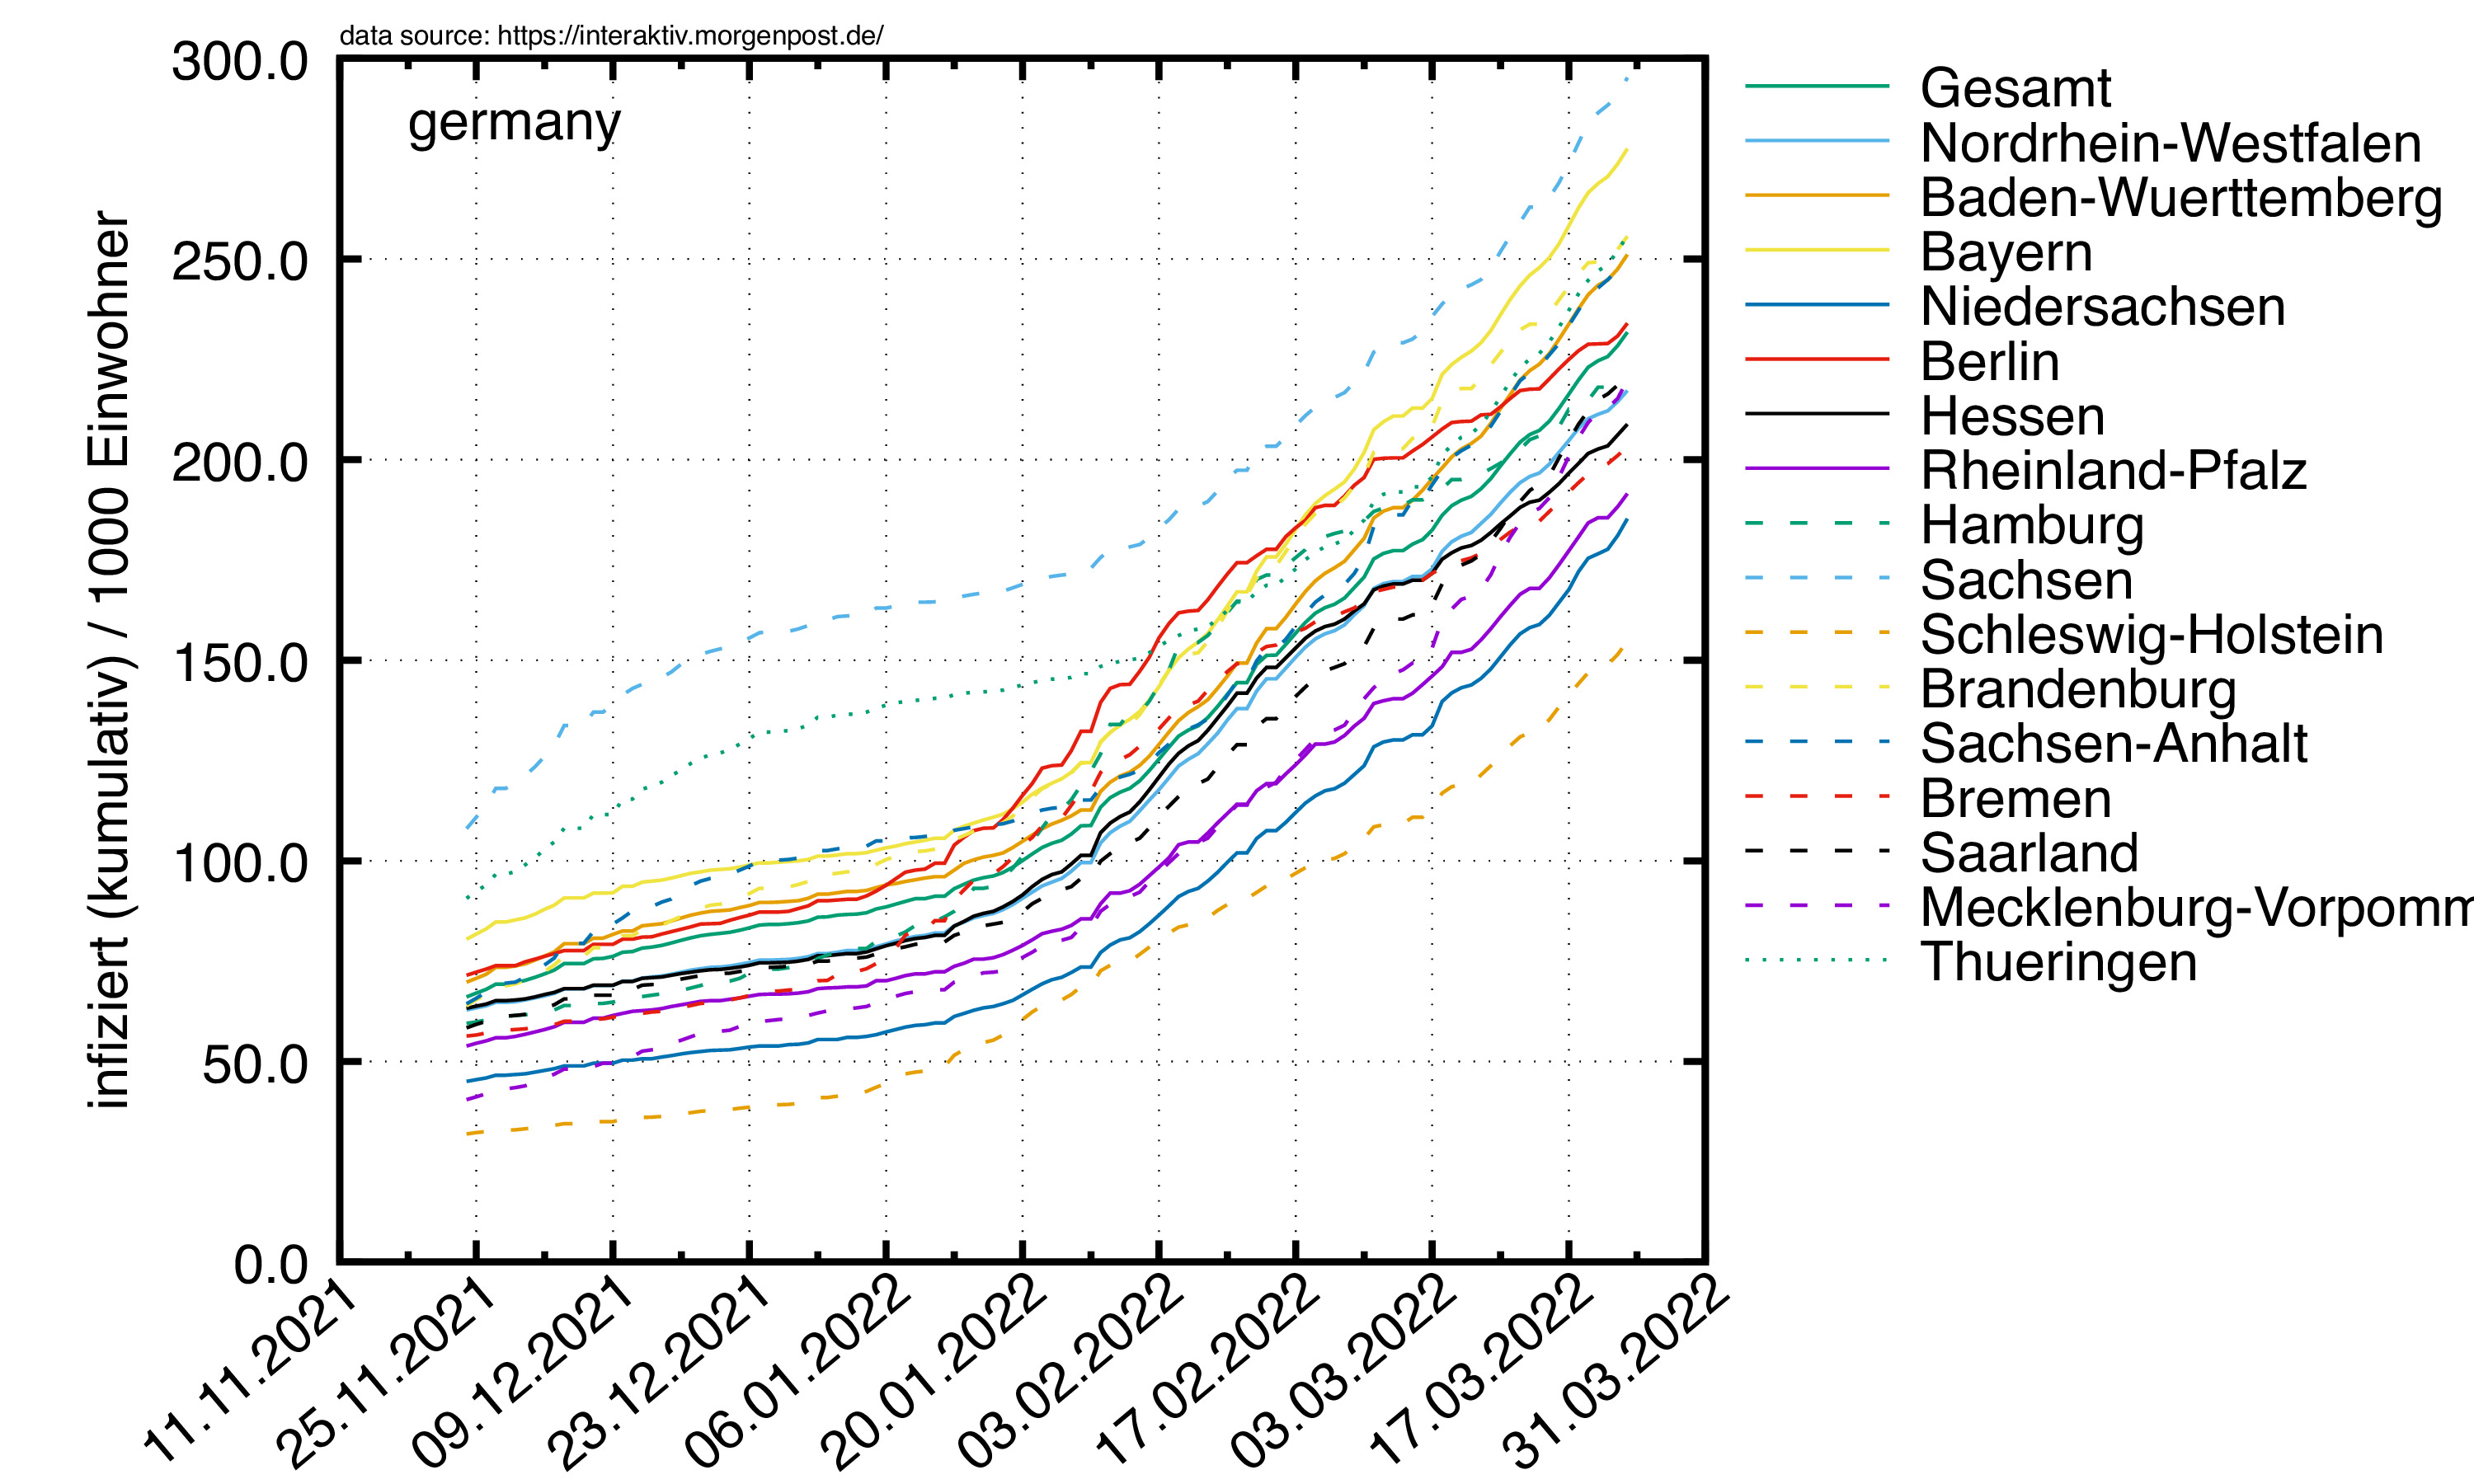 data source: https://interaktiv.morgenpost.de/
300.0
250.0
200.0
150.0
100.0
50.0
0.0
infiziert (kumulativ) / 1000 Einwohner
germany
11.11.2021
25.11.2021
09.12.2021
23.12.2021
06.01.2022
20.01.2022
03.02.2022
17.02.2022
03.03.2022
17.03.2022
31.03.2022
Gesamt
Nordrhein-Westfalen
Baden-Wuerttemberg
Bayern
Niedersachsen
Berlin
Hessen
Rheinland-Pfalz
Hamburg
Sachsen
Schleswig-Holstein
Brandenburg
Sachsen-Anhalt
Bremen
Saarland
Mecklenburg-Vorpomm
Thueringen